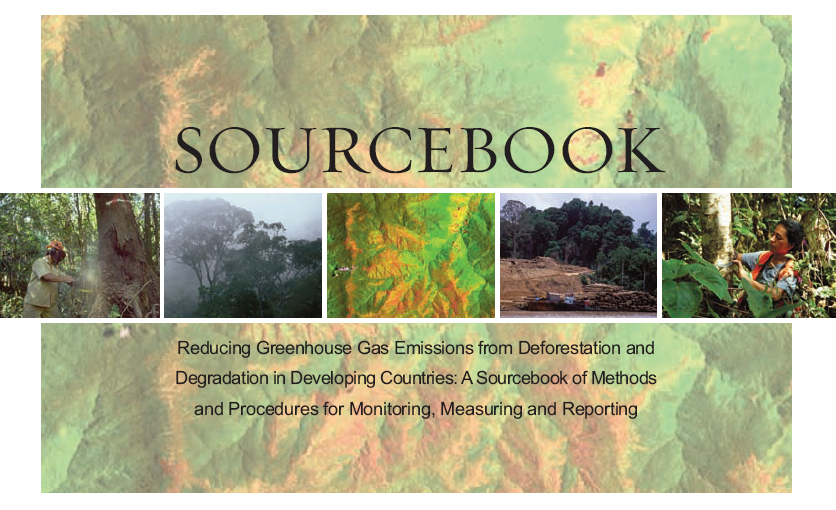 SOURCEBOOK
Reducing Greenhouse Gas Emissions from Deforestation and
Degradation in Developing Countries: A Sourcebook of Methods
and Procedures for Monitoring, Measuring and Reporting